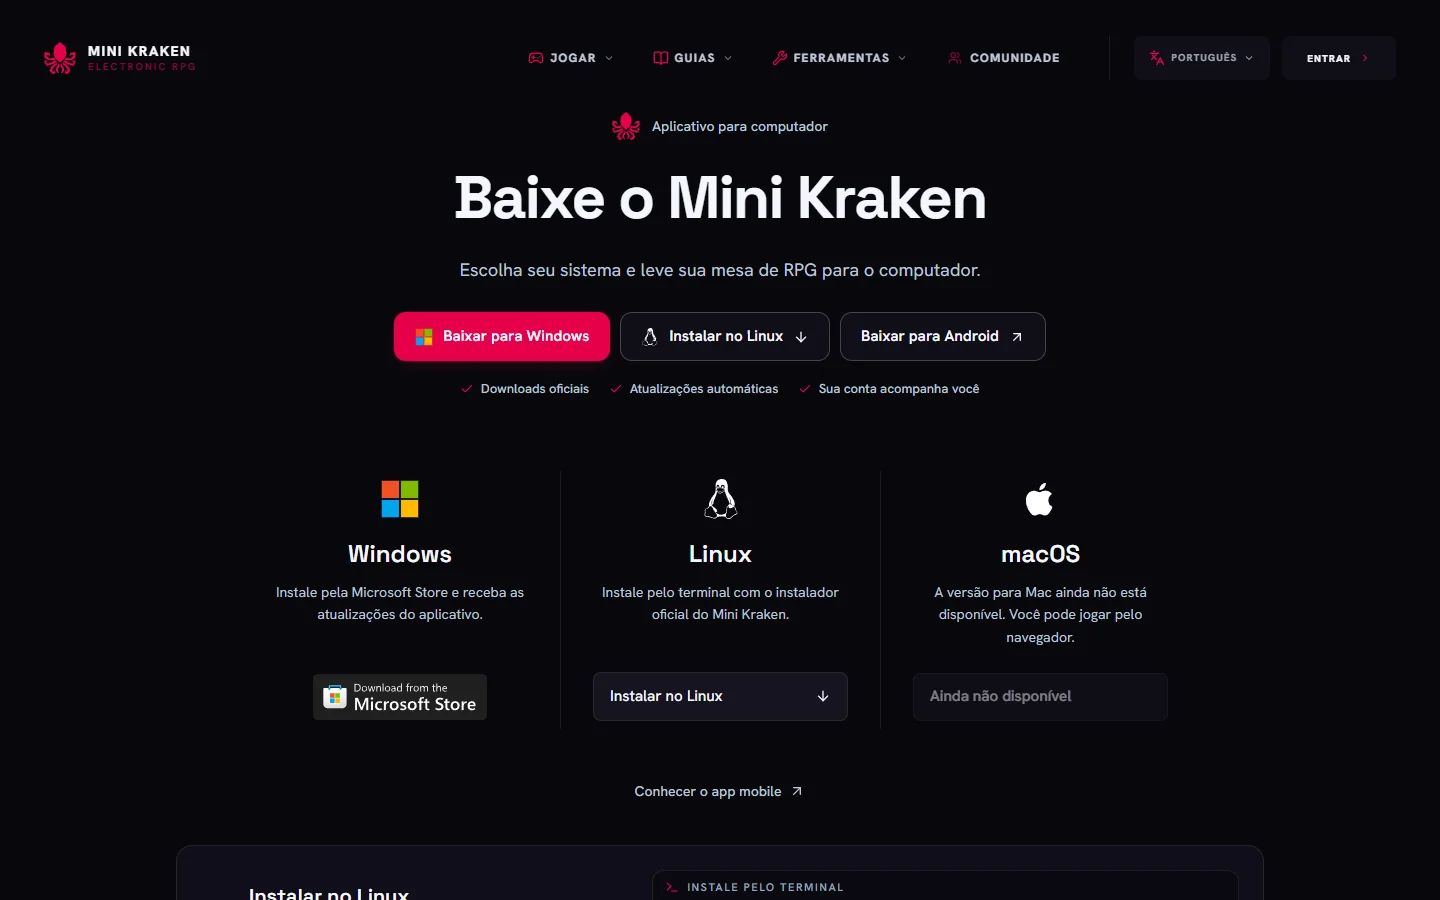 MINI KRAKEN
ELECTRONIC RPG
JOGAR
GUIAS
FERRAMENTAS
COMUNIDADE
PORTUGUÊS
ENTRAR
Aplicativo para computador
Baixe o Mini Kraken
Escolha seu sistema e leve sua mesa de RPG para o computador.
Baixar para Windows
Instalar no Linux
Baixar para Android
Downloads oficiais
Atualizações automáticas
Sua conta acompanha você
Windows
Instale pela Microsoft Store e receba as
atualizações do aplicativo.
Download from the
Microsoft Store
Linux
Instale pelo terminal com o instalador
oficial do Mini Kraken.
Instalar no Linux
macOS
A versão para Mac ainda não está
disponível. Você pode jogar pelo
navegador.
Ainda não disponível
Conhecer o app mobile
Instalar no Linux
INSTALE PELO TERMINAL